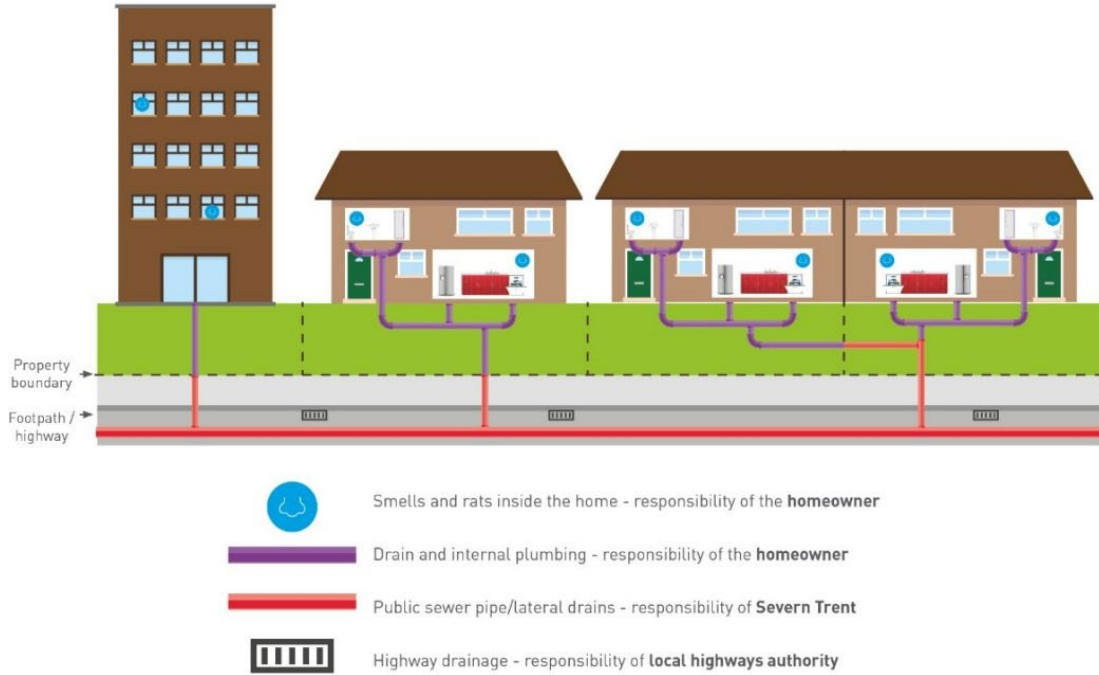 Property
boundary
Footpath /
highway
Smells and rats inside the home - responsibility of the homeowner
Drain and internal plumbing - responsibility of the homeowner
Public sewer pipe/lateral drains - responsibility of Severn Trent
Highway drainage - responsibility of local highways authority